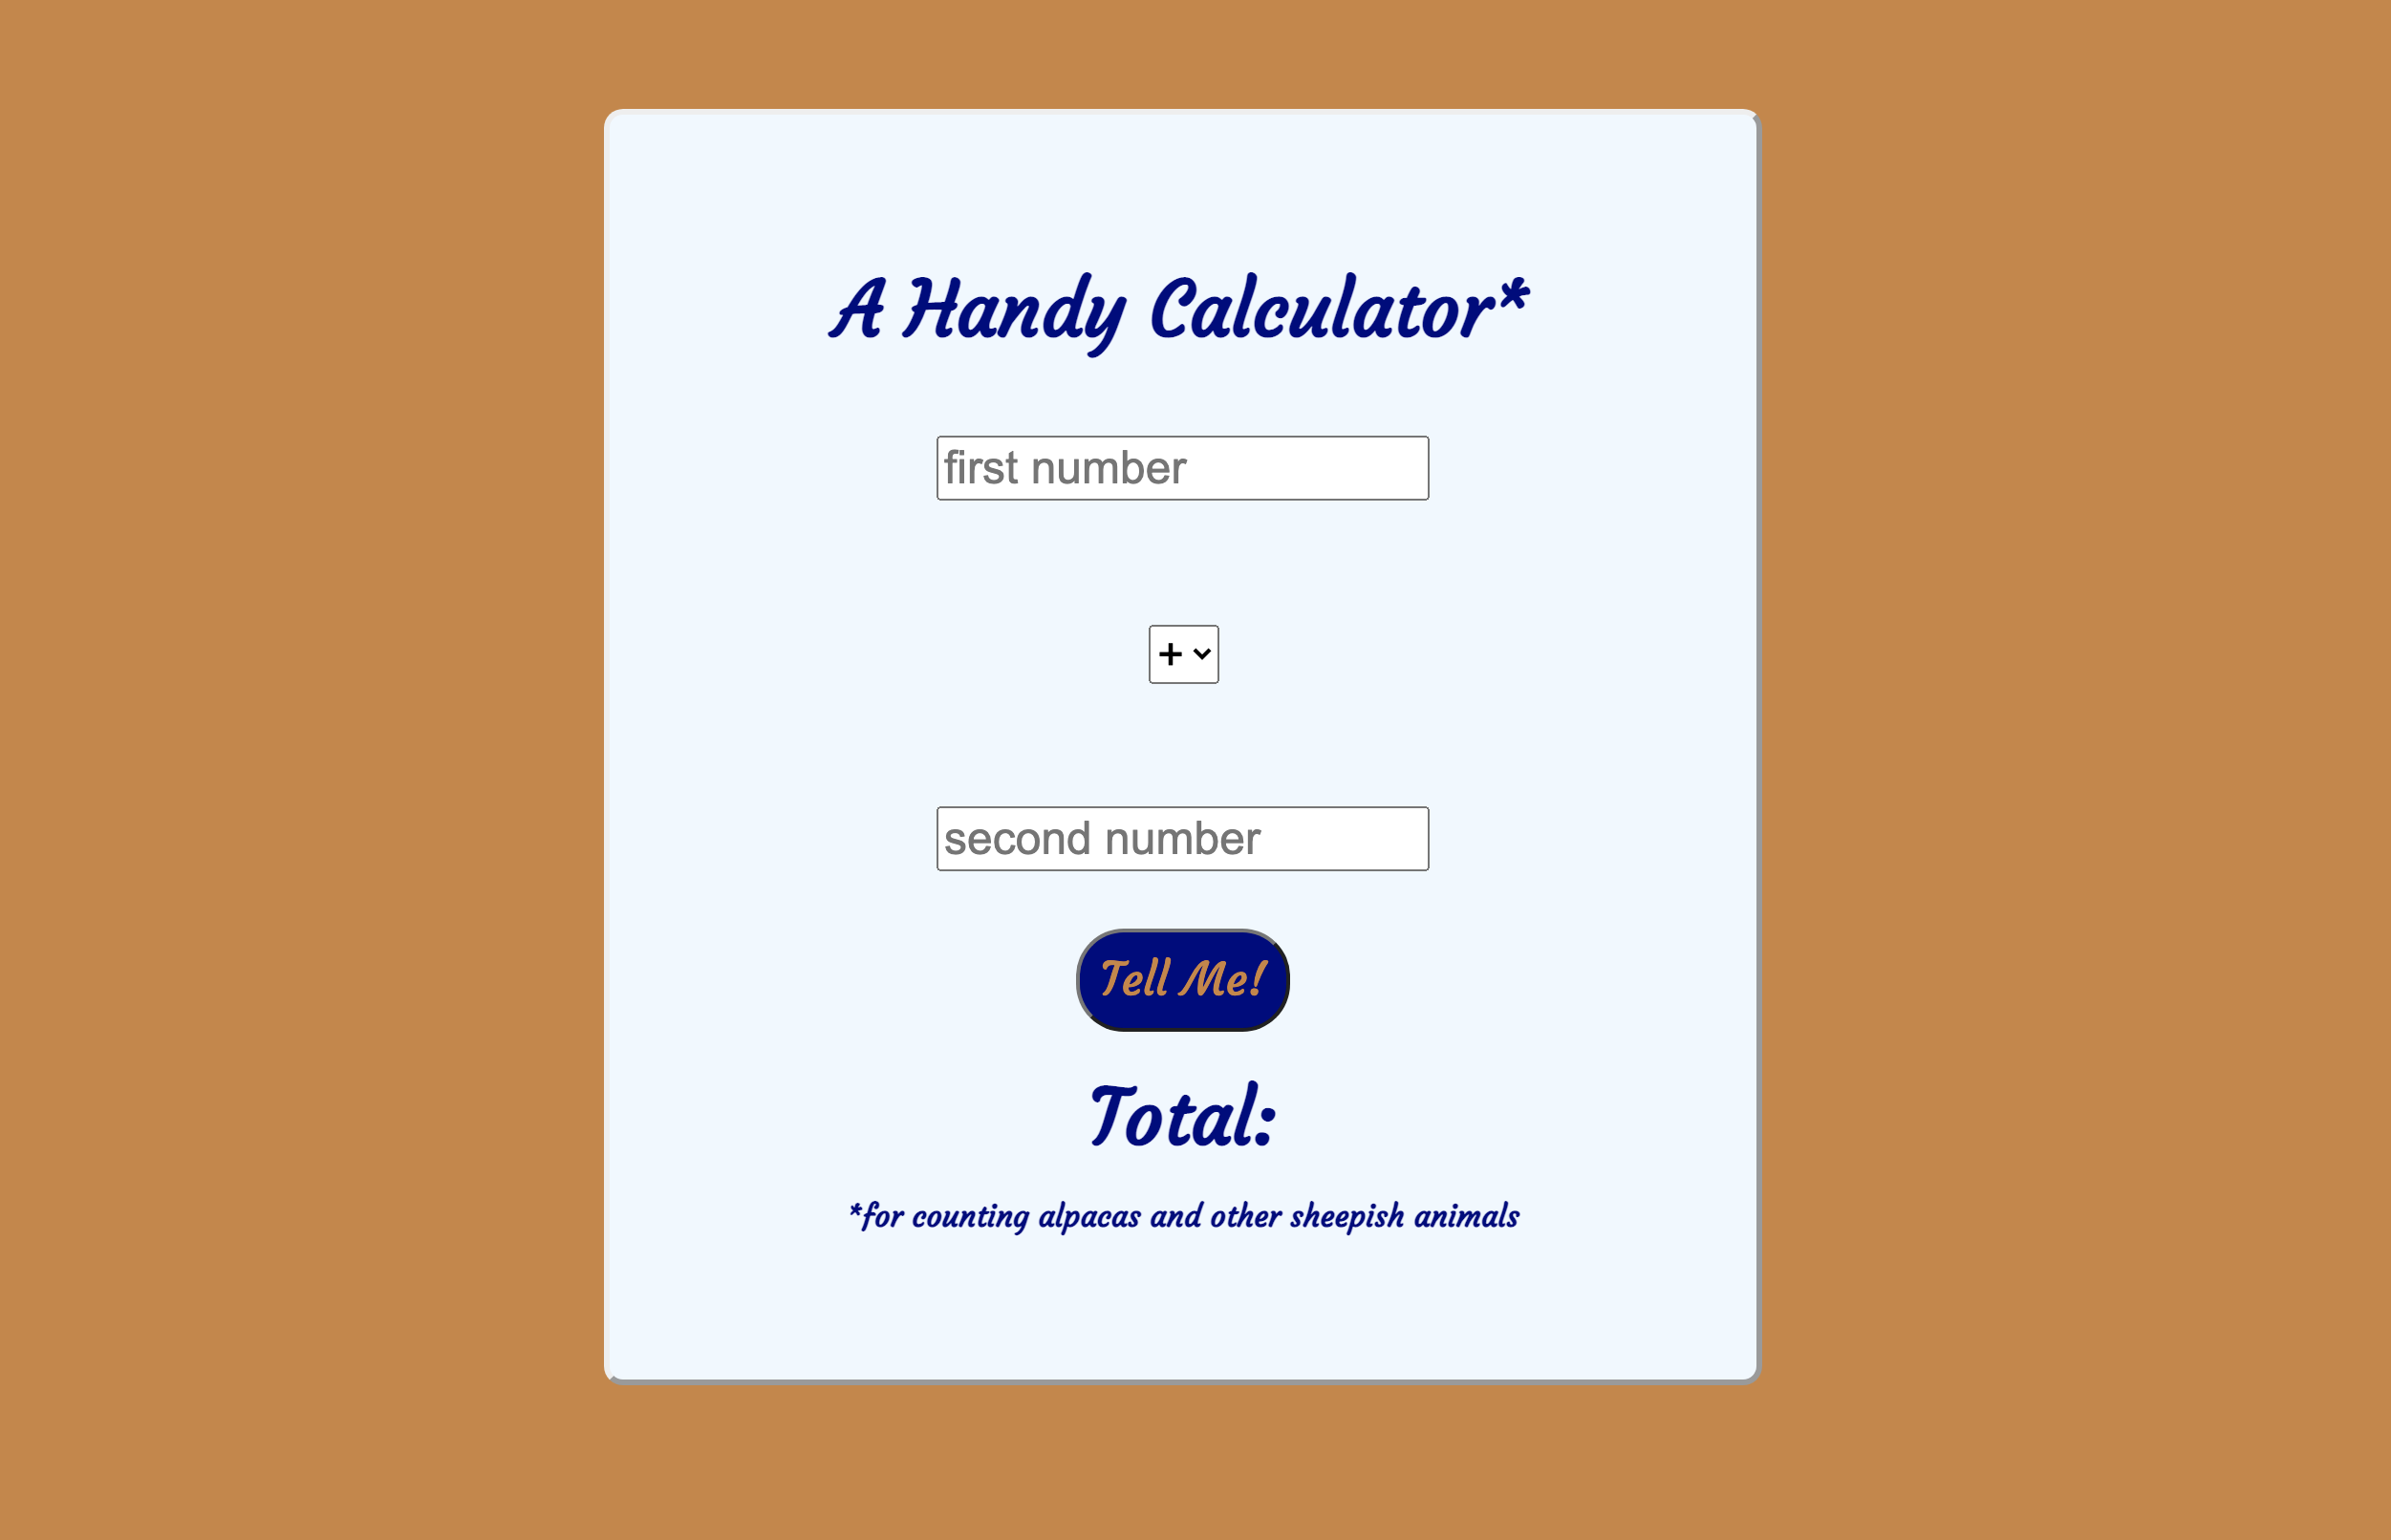 A Handy Calculator*
first number
+
second number
Tell Me!
Total:
*for counting alpacas and other sheepish animals